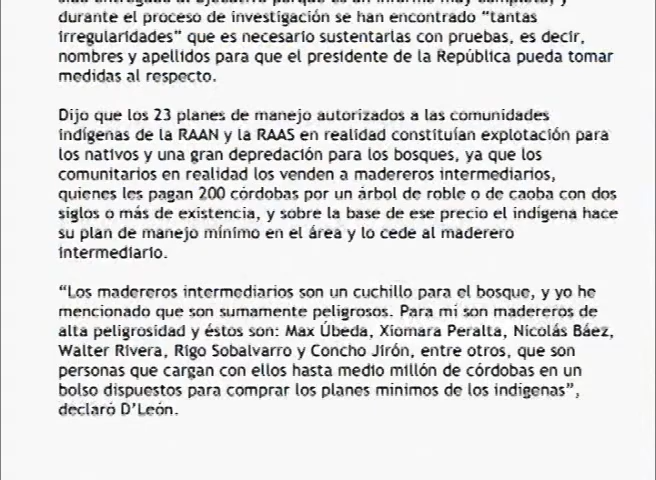 durante el proceso de investigación se han encontrado “tantas
irregularidades” que es necesario sustentarlas con pruebas, es decir,
nombres y apellidos para que el presidente de la República pueda tomar
medidas al respecto.
Dijo que los 23 planes de manejo autorizados a las comunidades
indígenas de la RAAN y la RAAS en realidad constituían explotación para
los nativos y una gran depredación para los bosques, ya que los
comunitarios en realidad los venden a madereros intermediarios,
quienes les pagan 200 córdobas por un árbol de roble o de caoba con dos
siglos o más de existencia, y sobre la base de ese precio el indígena hace
su plan de manejo mínimo en el área y lo cede al maderero
intermediario.
“Los madereros intermediarios son un cuchillo para el bosque, y yo he
mencionado que son sumamente peligrosos. Para mí son madereros de
alta peligrosidad y éstos son: Max Úbeda, Xiomara Peralta, Nicolás Báez,
Walter Rivera, Rigo Sobalvarro y Concho Jirón, entre otros, que son
personas que cargan con ellos hasta medio millón de córdobas en un
bolso dispuestos para comprar los planes mínimos de los indígenas”,
declaró D’León.